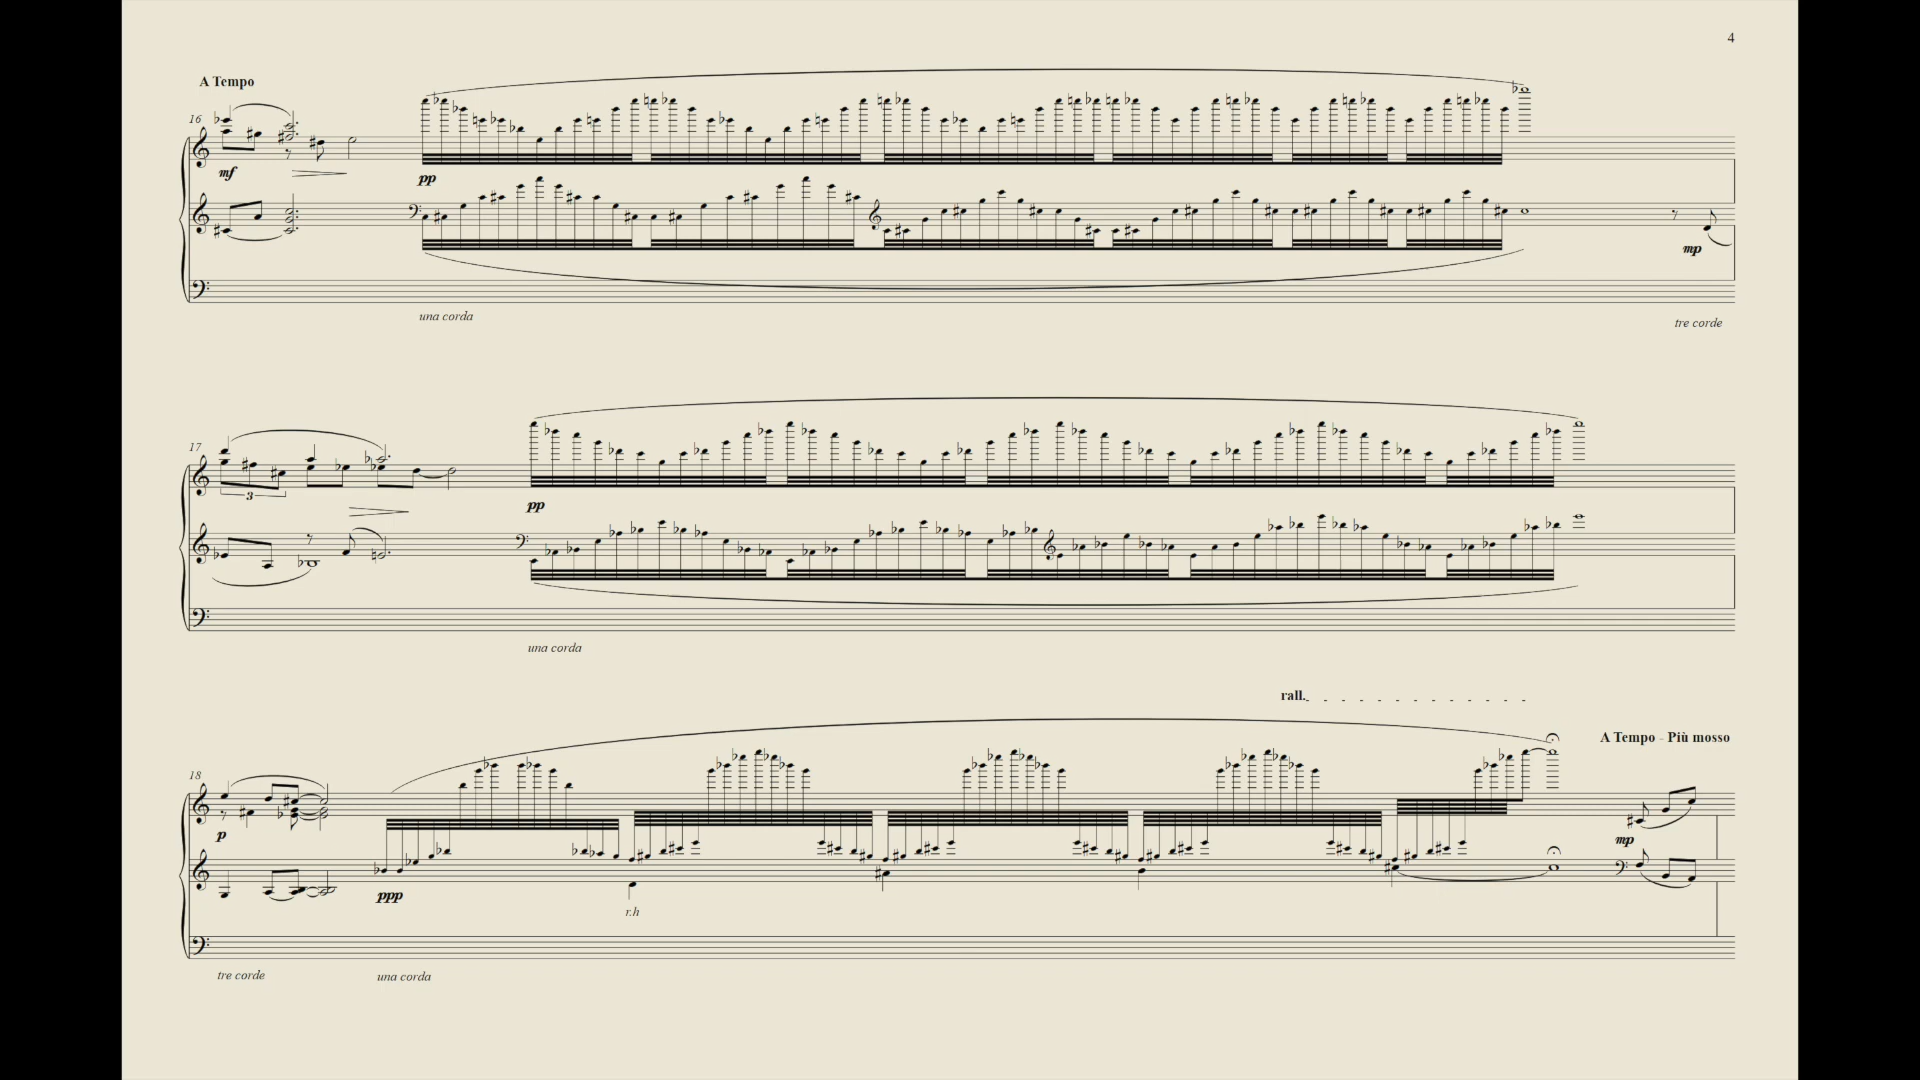 4
A Tempo
16
mf
pp
mp
una corda
tre corde
17
3
pp
una corda
rall.
A Tempo - Più mosso
18
p
mp
ppp
r.h
tre corde
una corda